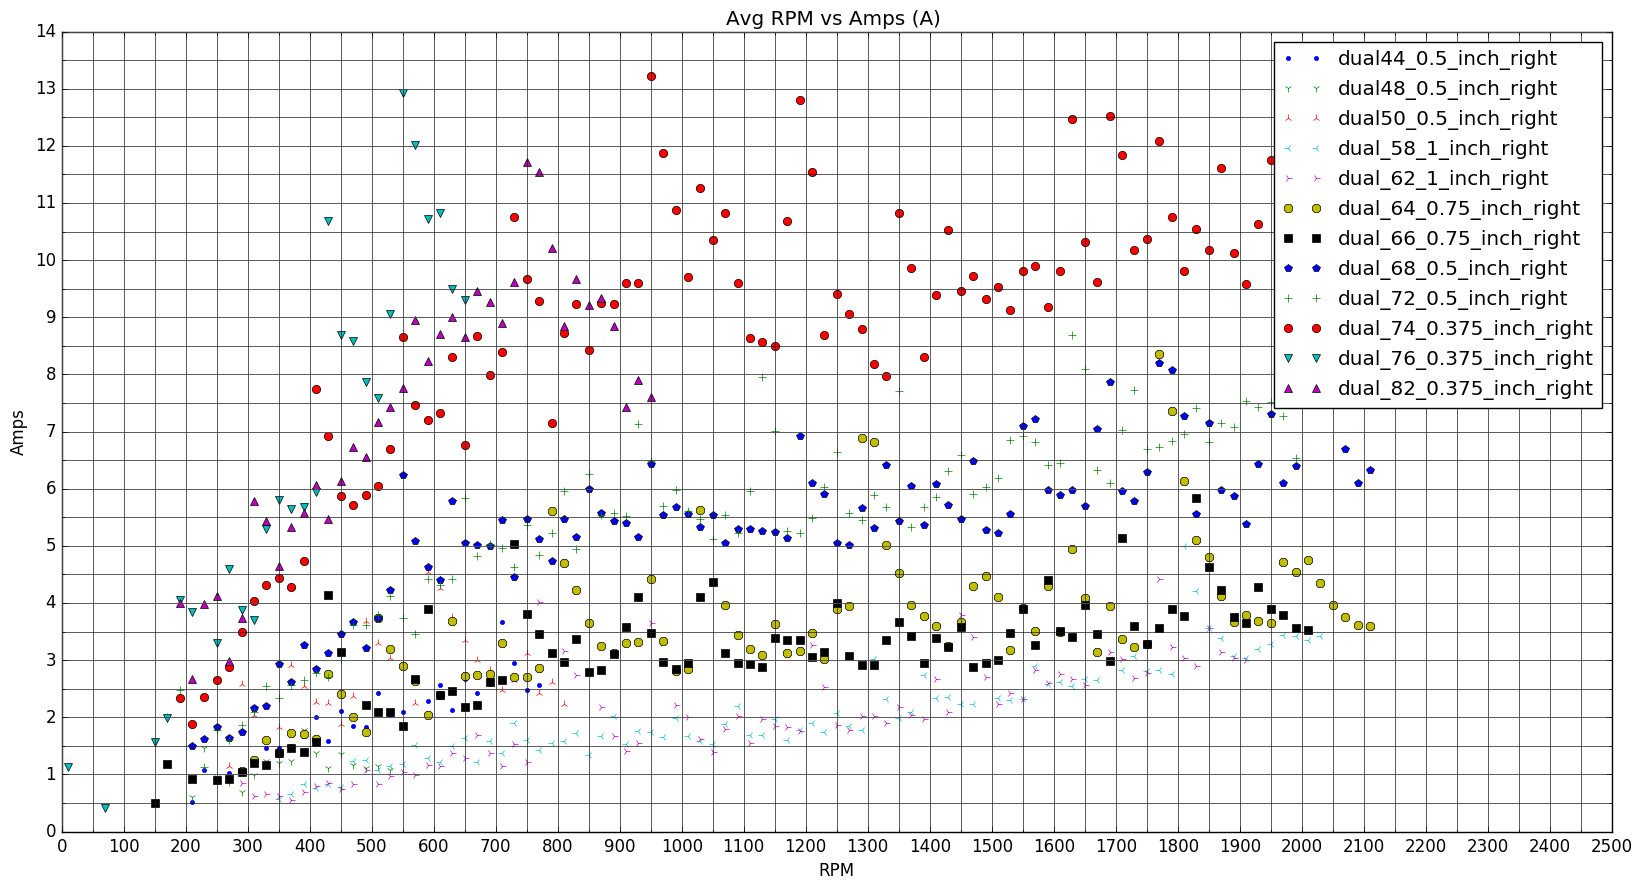 Avg RPM vs Amps (A)
14
13
12
11
10
9
8
7
6
5
4
3
2
1
0
Amps
dual44_0.5_inch_right
dual48_0.5_inch_right
dual50_0.5_inch_right
dual_58_1_inch_right
dual_62_1_inch_right
dual_64_0.75_inch_right
dual_66_0.75_inch_right
dual_68_0.5_inch_right
dual_72_0.5_inch_right
dual_74_0.375_inch_right
dual_76_0.375_inch_right
dual_82_0.375_inch_right
0 100 200 300 400 500 600 700 800 900 1000 1100 1200 1300 1400 1500 1600 1700 1800 1900 2000 2100 2200 2300 2400 2500
RPM